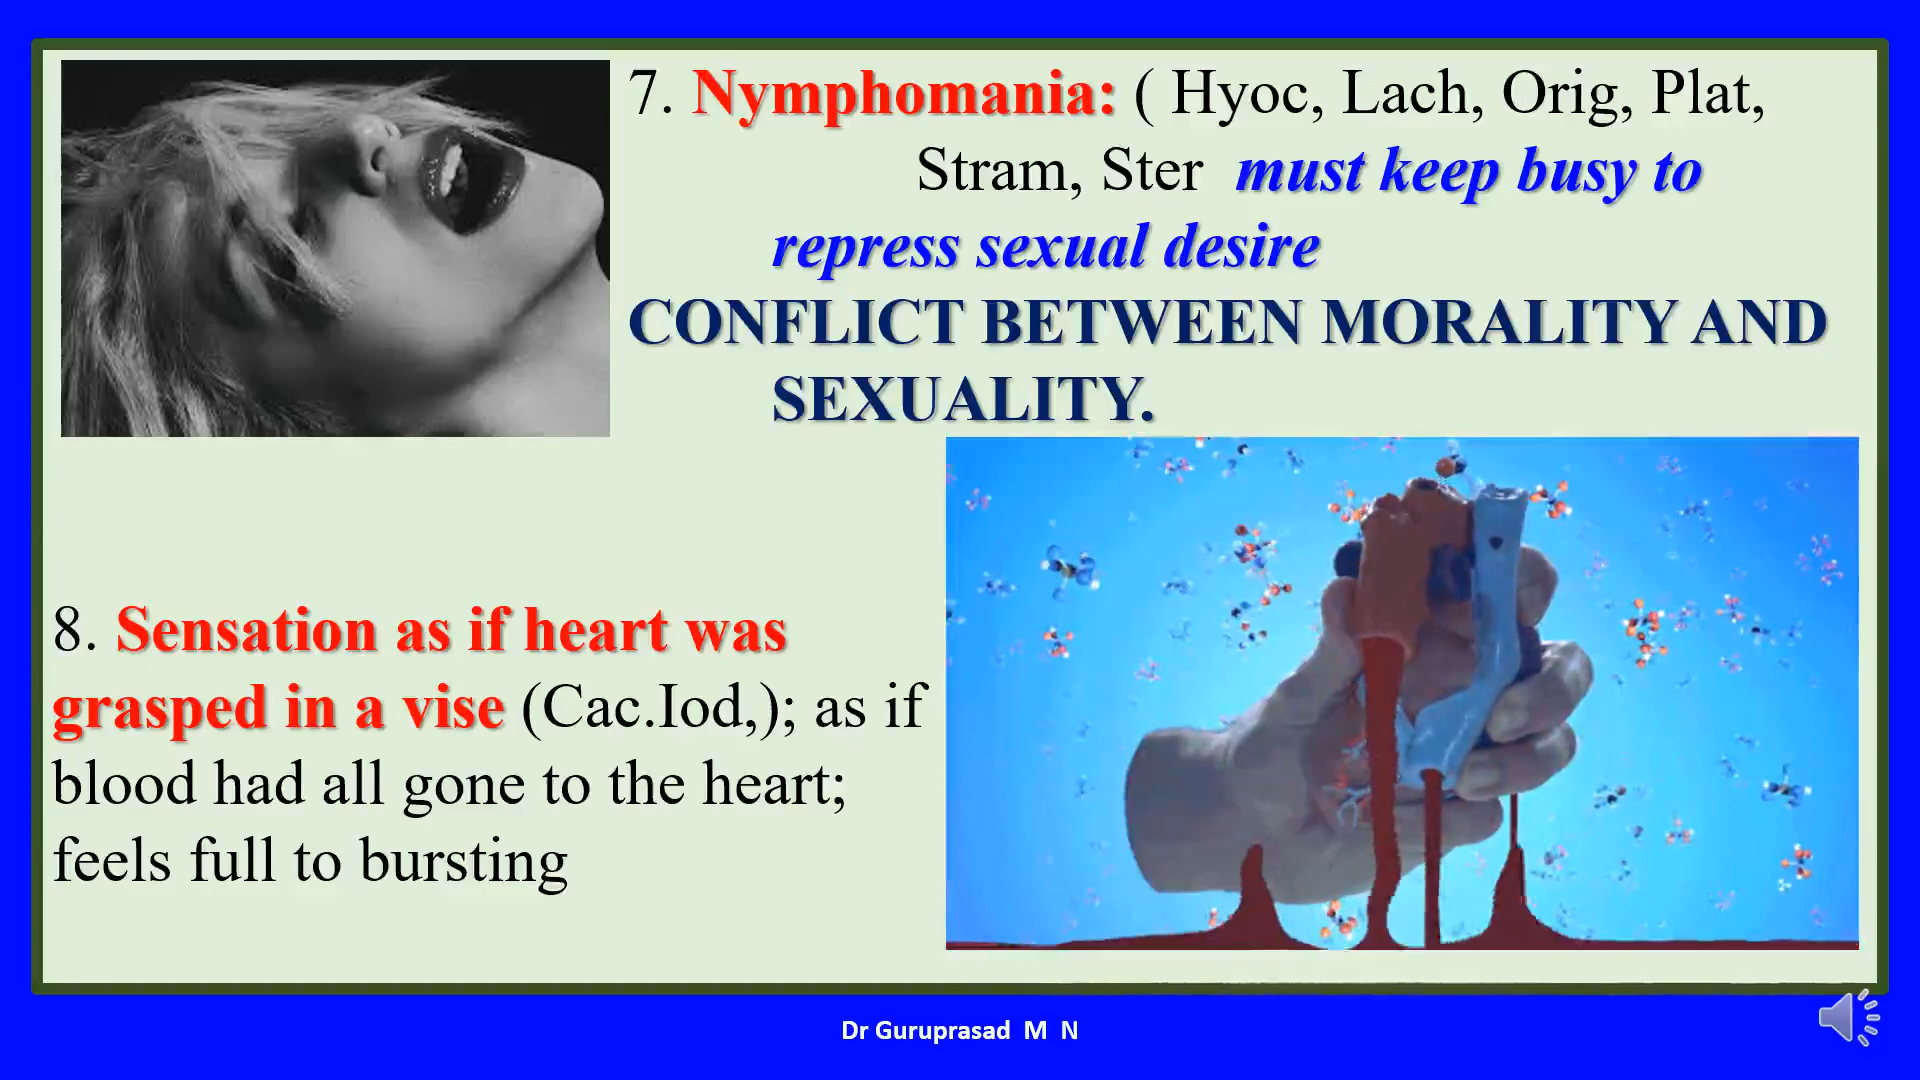 7. Nymphomania: ( Hyoc, Lach, Orig, Plat,
Stram, Ster must keep busy to
repress sexual desire
CONFLICT BETWEEN MORALITY AND
SEXUALITY.
8. Sensation as if heart was
grasped in a vise (Cac.Iod,); as if
blood had all gone to the heart;
feels full to bursting
Dr Guruprasad M N